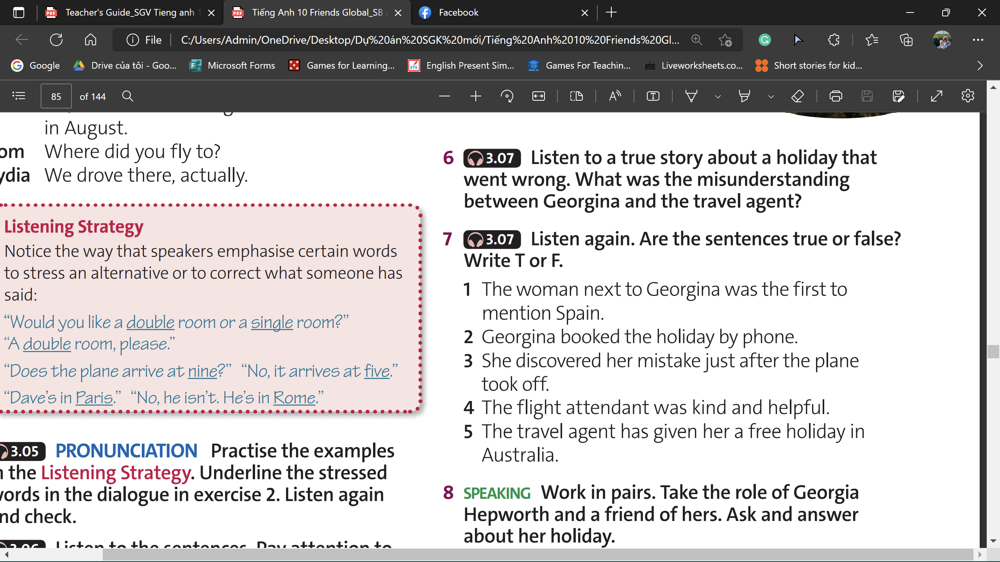 Teacher's Guide_SGV Tieng anh 1
Tiếng Anh 10 Friends Global_SB
Facebook
File
C:/Users/Admin/OneDrive/Desktop/Dự%20án%20SGK%20mới/Tiếng%20Anh%2010%20Friends%20Gl...
Google
Drive của tôi - Goo...
Microsoft Forms
Games for Learning...
English Present Sim...
Games For Teachin...
Liveworksheets.co...
Short stories for kid...
85 of 144
in August.
om Where did you fly to?
ydia We drove there, actually.
Listening Strategy
Notice the way that speakers emphasise certain words
to stress an alternative or to correct what someone has
said:
“Would you like a double room or a single room?”
“A double room, please.”
“Does the plane arrive at nine?” “No, it arrives at five.”
“Dave’s in Paris.” “No, he isn’t. He’s in Rome.”
3.05 PRONUNCIATION Practise the examples
n the Listening Strategy. Underline the stressed
words in the dialogue in exercise 2. Listen again
nd check.
3.06 Listen to the sentences. Pay attention to
6 3.07 Listen to a true story about a holiday that
went wrong. What was the misunderstanding
between Georgina and the travel agent?
7 3.07 Listen again. Are the sentences true or false?
Write T or F.
1 The woman next to Georgina was the first to
mention Spain.
2 Georgina booked the holiday by phone.
3 She discovered her mistake just after the plane
took off.
4 The flight attendant was kind and helpful.
5 The travel agent has given her a free holiday in
Australia.
8 SPEAKING Work in pairs. Take the role of Georgia
Hepworth and a friend of hers. Ask and answer
about her holiday.